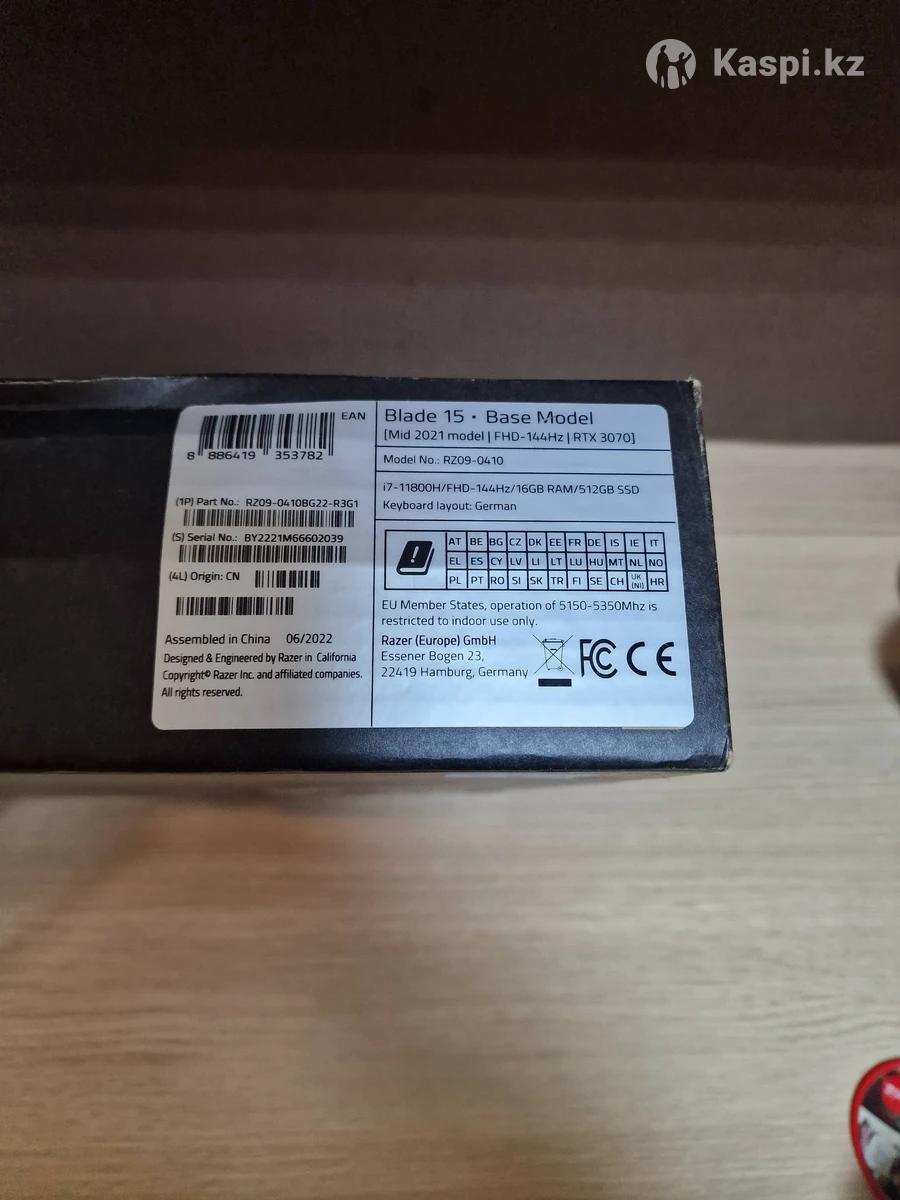 Kaspi.kz
EAN
8 886419 353782
(1P) Part No.: RZ09-0410BG22-R3G1
(S) Serial No.: BY2221M66602039
(4L) Origin: CN
Assembled in China 06/2022
Designed & Engineered by Razer in California
Copyright© Razer Inc. and affiliated companies.
All rights reserved.
Blade 15 · Base Model
[Mid 2021 model | FHD-144Hz | RTX 3070]
Model No.: RZ09-0410
i7-11800H/FHD-144Hz/16GB RAM/512GB SSD
Keyboard layout: German
AT BE BG CZ DK EE FR DE IS IE IT
EL ES CY LV LI LT LU HU MT NL NO
PL PT RO SI SK TR FI SE CH UK (NI) HR
EU Member States, operation of 5150-5350Mhz is
restricted to indoor use only.
Razer (Europe) GmbH
Essener Bogen 23,
22419 Hamburg, Germany
FC CE